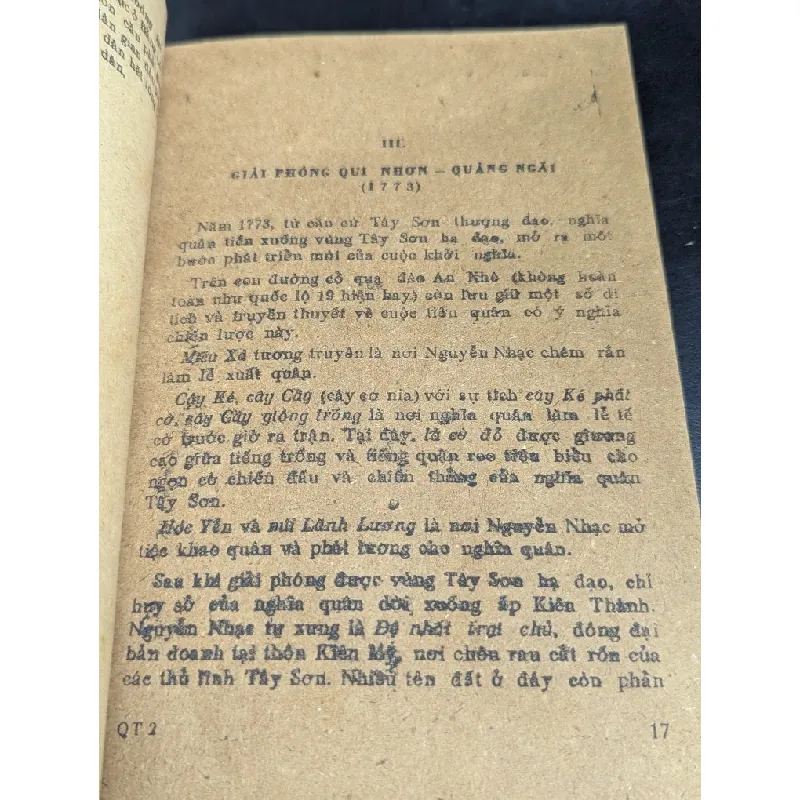 III
GIẢI PHÓNG QUI NHƠN – QUẢNG NGÃI
(1773)
Năm 1773, từ căn cứ Tây Sơn thượng đạo, nghĩa
quân tiến xuống vùng Tây Sơn hạ đạo, mở ra một
bước phát triển mới của cuộc khởi nghĩa.
Trên con đường cổ qua đèo An Khê (không hoàn
toàn như quốc lộ 19 hiện nay) còn lưu giữ một số di
tích và truyền thuyết về cuộc tiến quân có ý nghĩa
chiến lược này.
Miếu Xà tương truyền là nơi Nguyễn Nhạc chém rắn
làm lễ xuất quân.
Cây Ké, cây Cầy (cây cơ nia) với sự tích cây Ké phất
cờ, cây Cầy gióng trống là nơi nghĩa quân làm lễ tế
cờ trước giờ ra trận. Tại đây, lá cờ đỏ được giương
cao giữa tiếng trống và tiếng quân reo tiêu biểu cho
ngọn cờ chiến đấu và chiến thắng của nghĩa quân
Tây Sơn.
Hóc Yến và núi Lãnh Lương là nơi Nguyễn Nhạc mở
tiệc khao quân và phát lương cho nghĩa quân.
Sau khi giải phóng được vùng Tây Sơn hạ đạo, chỉ
huy sở của nghĩa quân dời xuống ấp Kiên Thành.
Nguyễn Nhạc tự xưng là Đệ nhất trại chủ, đóng đại
bản doanh tại thôn Kiên Mỹ, nơi chôn rau cắt rốn của
các thủ lĩnh Tây Sơn. Nhiều tên đất ở đây còn phần
QT2
17